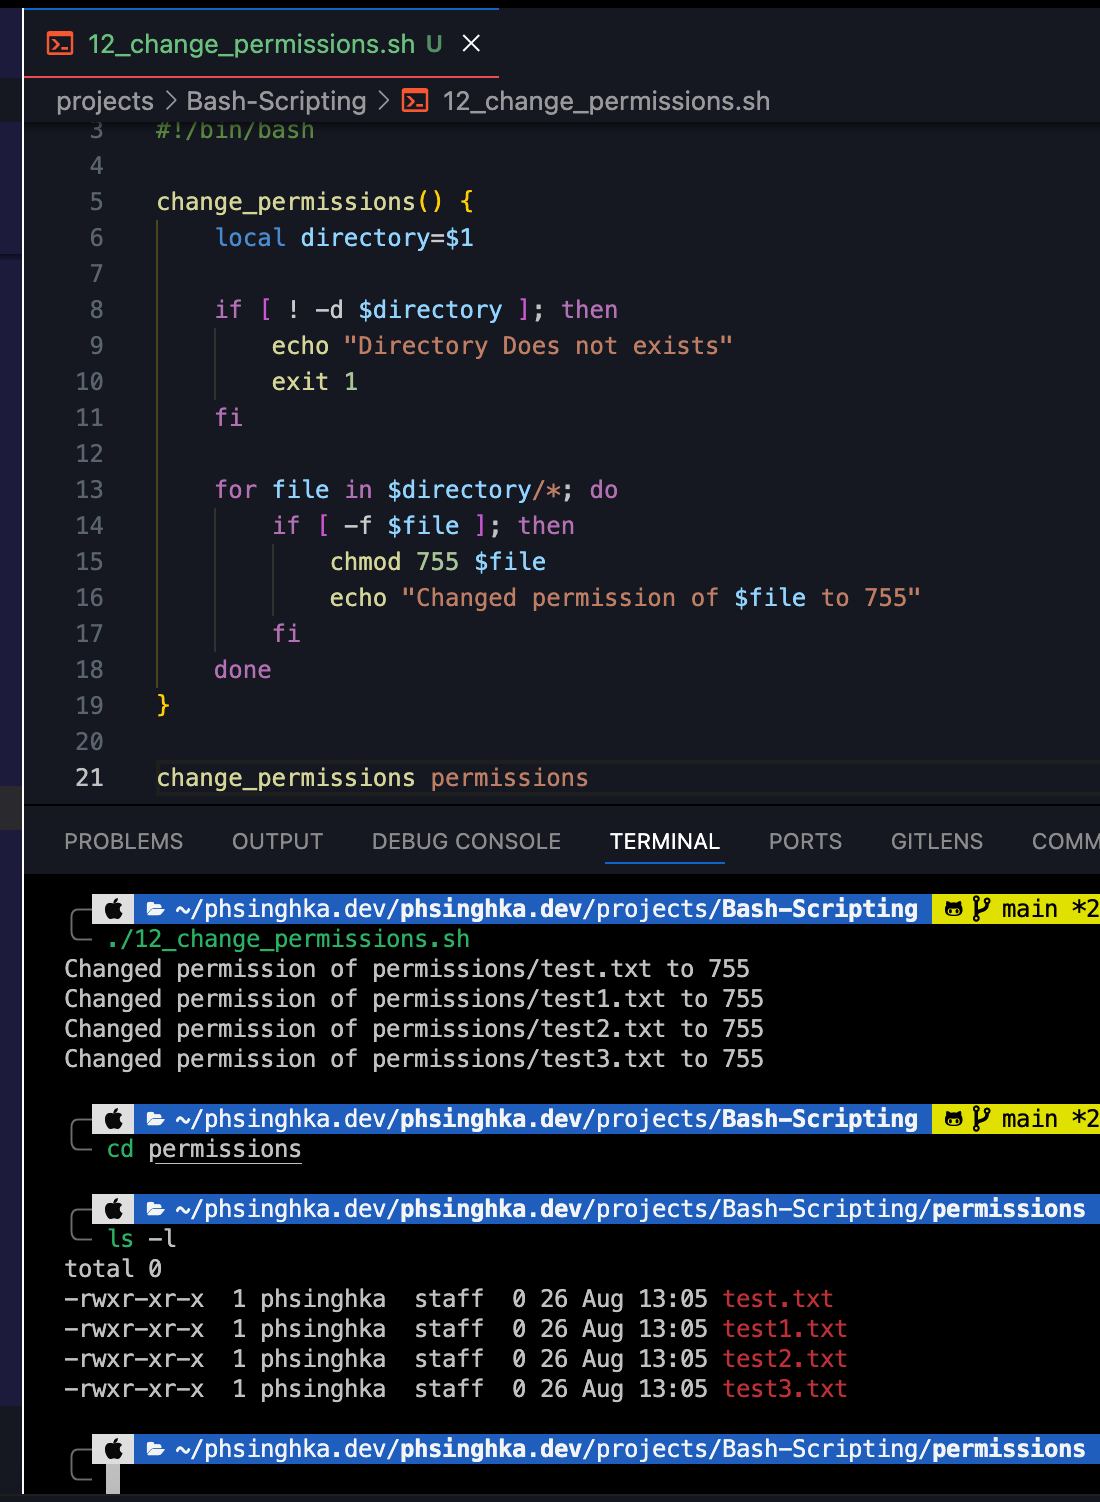 12_change_permissions.sh U
projects > Bash-Scripting > 12_change_permissions.sh
3 #!/bin/bash
4
5 change_permissions() {
6     local directory=$1
7
8     if [ ! -d $directory ]; then
9         echo "Directory Does not exists"
10         exit 1
11     fi
12
13     for file in $directory/*; do
14         if [ -f $file ]; then
15             chmod 755 $file
16             echo "Changed permission of $file to 755"
17         fi
18     done
19 }
20
21 change_permissions permissions
PROBLEMS OUTPUT DEBUG CONSOLE TERMINAL PORTS GITLENS COMM
~/phsinghka.dev/phsinghka.dev/projects/Bash-Scripting main *2
./12_change_permissions.sh
Changed permission of permissions/test.txt to 755
Changed permission of permissions/test1.txt to 755
Changed permission of permissions/test2.txt to 755
Changed permission of permissions/test3.txt to 755
~/phsinghka.dev/phsinghka.dev/projects/Bash-Scripting main *2
cd permissions
~/phsinghka.dev/phsinghka.dev/projects/Bash-Scripting/permissions
ls -l
total 0
-rwxr-xr-x  1 phsinghka  staff  0 26 Aug 13:05 test.txt
-rwxr-xr-x  1 phsinghka  staff  0 26 Aug 13:05 test1.txt
-rwxr-xr-x  1 phsinghka  staff  0 26 Aug 13:05 test2.txt
-rwxr-xr-x  1 phsinghka  staff  0 26 Aug 13:05 test3.txt
~/phsinghka.dev/phsinghka.dev/projects/Bash-Scripting/permissions